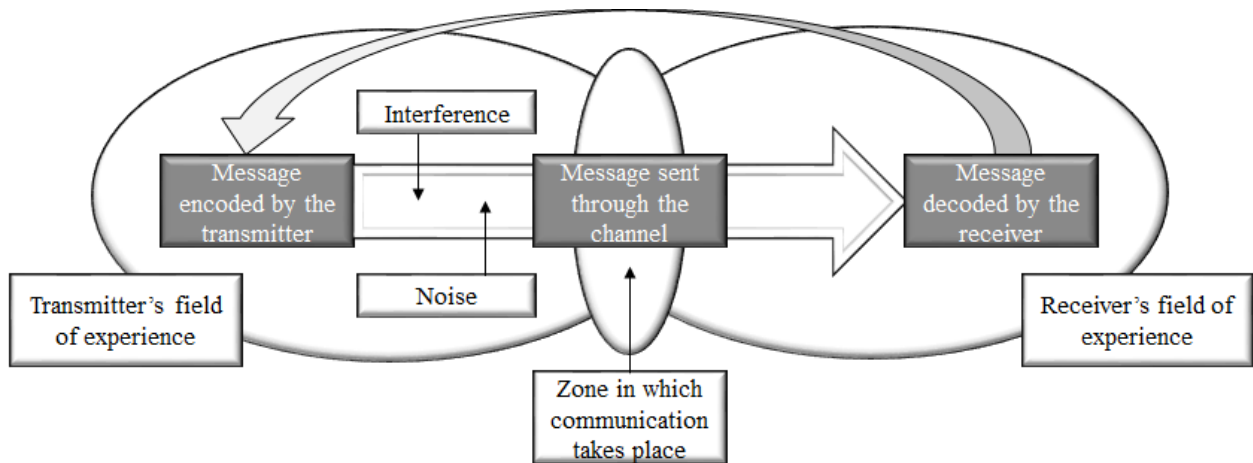 Interference
Message
encoded by the
transmitter
Message sent
through the
channel
Message
decoded by the
receiver
Noise
Transmitter’s field
of experience
Receiver’s field of
experience
Zone in which
communication
takes place